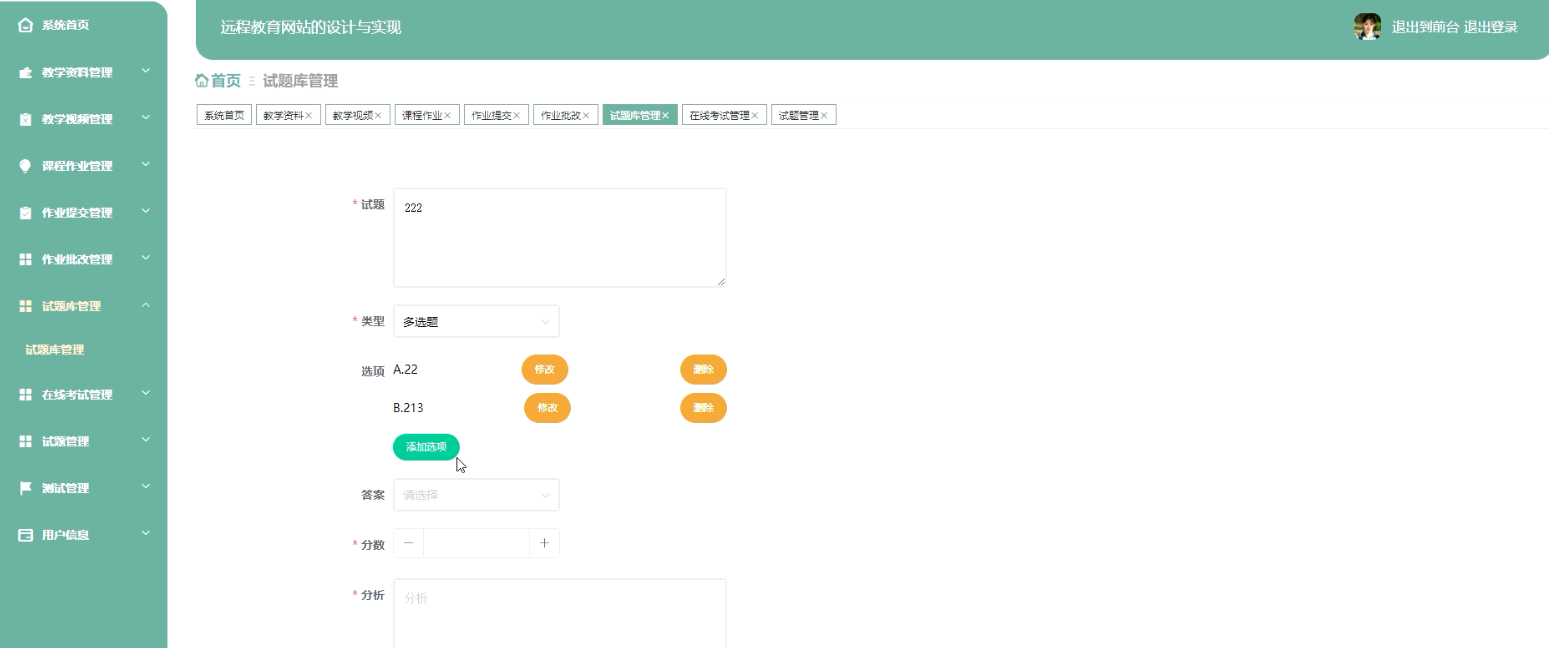 远程教育网站的设计与实现
退出到前台 退出登录
系统首页
教学资料管理
教学视频管理
课程作业管理
作业提交管理
作业批改管理
试题库管理
试题库管理
在线考试管理
试题管理
测试管理
用户信息
首页 试题库管理
系统首页 教学资料× 教学视频× 课程作业× 作业提交× 作业批改× 试题库管理× 在线考试管理× 试题管理×
* 试题 222
* 类型 多选题
选项 A.22 修改 删除
B.213 修改 删除
添加选项
答案 请选择
* 分数 − +
* 分析 分析